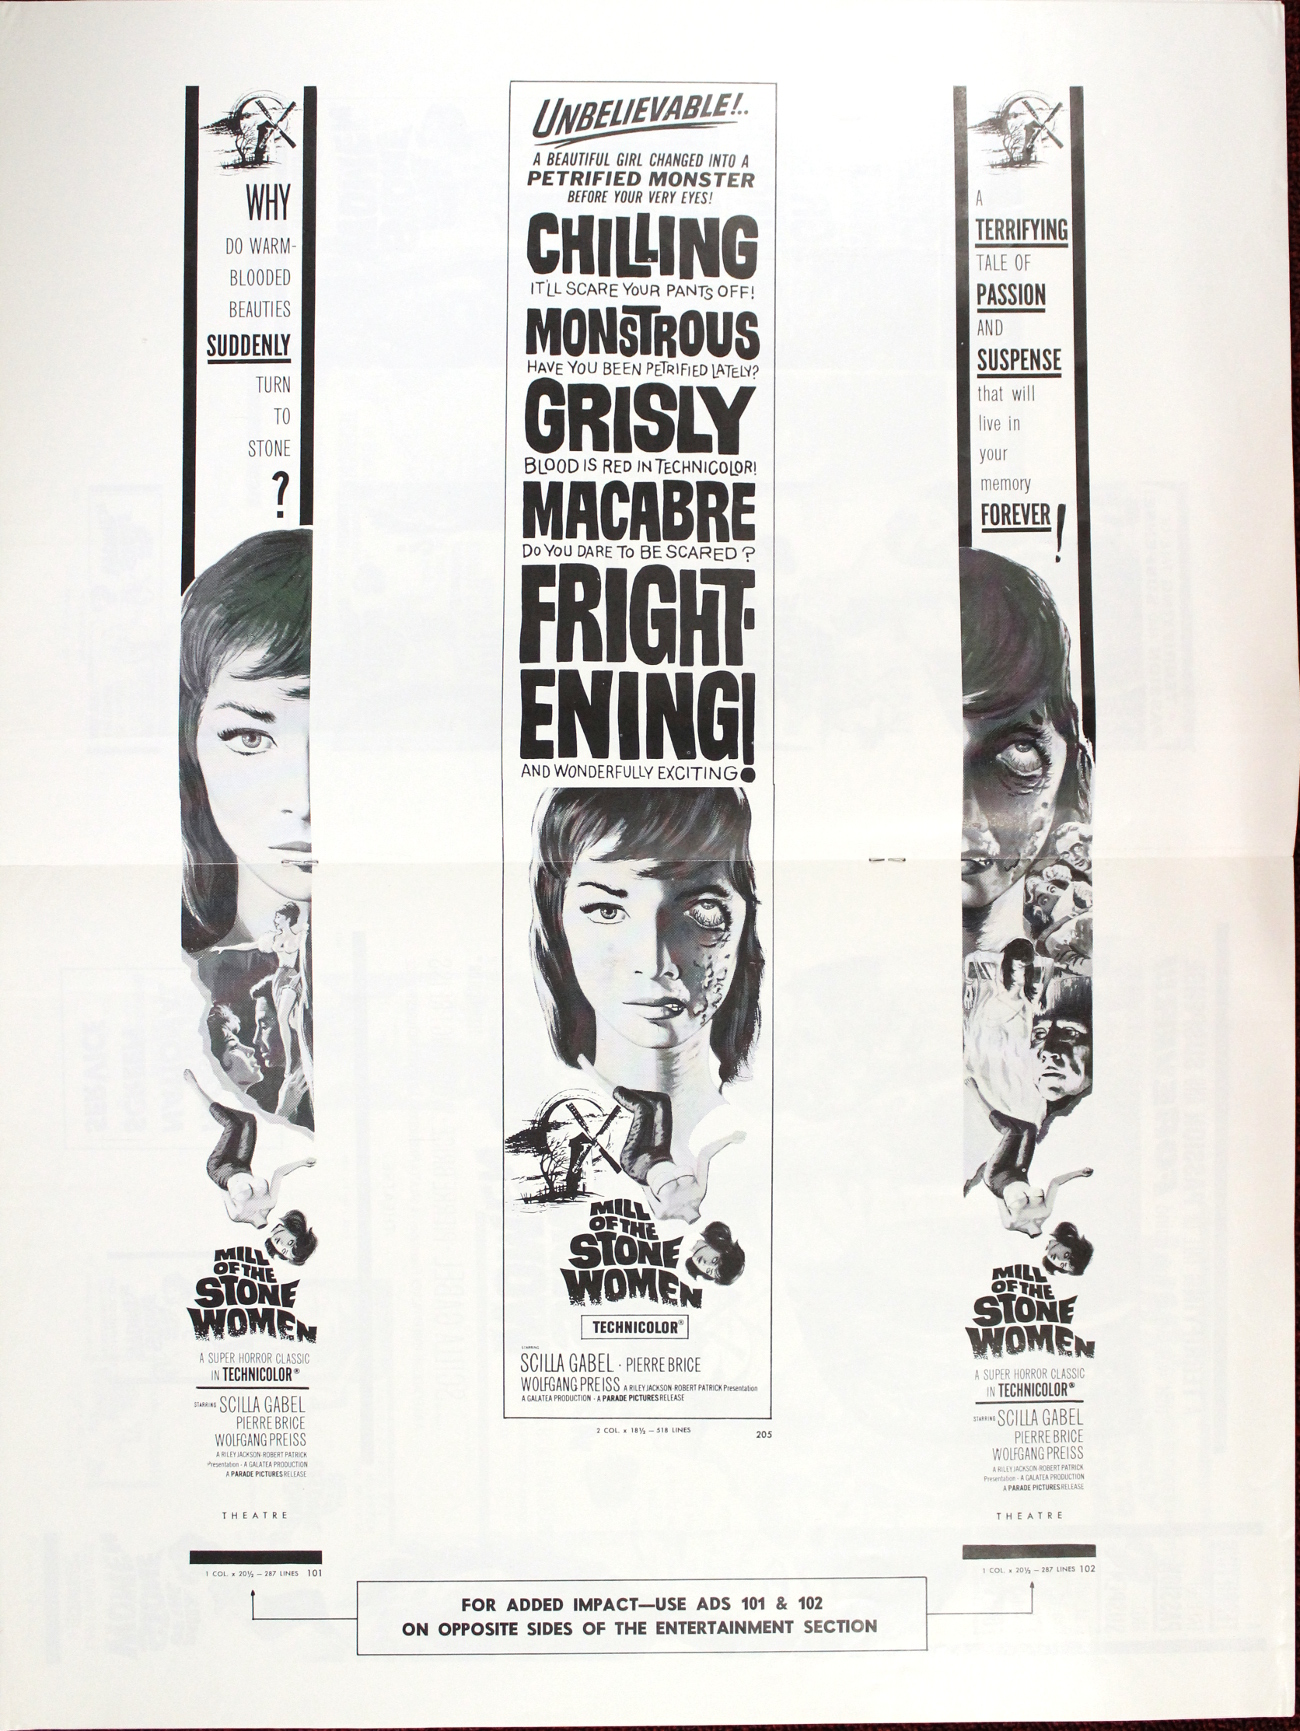 WHY
DO WARM-
BLOODED
BEAUTIES
SUDDENLY
TURN
TO
STONE
?
MILL
OF THE
STONE
WOMEN
A SUPER HORROR CLASSIC
IN TECHNICOLOR®
STARRING SCILLA GABEL
PIERRE BRICE
WOLFGANG PREISS
A RILEY JACKSON-ROBERT PATRICK
Presentation - A GALATEA PRODUCTION
A PARADE PICTURES RELEASE
THEATRE
1 COL. x 20½ — 287 LINES 101
UNBELIEVABLE!..
A BEAUTIFUL GIRL CHANGED INTO A
PETRIFIED MONSTER
BEFORE YOUR VERY EYES!
CHILLING
IT'LL SCARE YOUR PANTS OFF!
MONSTROUS
HAVE YOU BEEN PETRIFIED LATELY?
GRISLY
BLOOD IS RED IN TECHNICOLOR!
MACABRE
DO YOU DARE TO BE SCARED?
FRIGHT-
ENING!
AND WONDERFULLY EXCITING
MILL
OF THE
STONE
WOMEN
TECHNICOLOR®
STARRING
SCILLA GABEL · PIERRE BRICE
WOLFGANG PREISS A RILEY JACKSON ROBERT PATRICK Presentation
A GALATEA PRODUCTION · A PARADE PICTURES RELEASE
2 COL. x 18½ — 518 LINES 205
A
TERRIFYING
TALE OF
PASSION
AND
SUSPENSE
that will
live in
your
memory
FOREVER!
MILL
OF THE
STONE
WOMEN
A SUPER HORROR CLASSIC
IN TECHNICOLOR®
STARRING SCILLA GABEL
PIERRE BRICE
WOLFGANG PREISS
A RILEY JACKSON-ROBERT PATRICK
Presentation - A GALATEA PRODUCTION
A PARADE PICTURES RELEASE
THEATRE
1 COL. x 20½ — 287 LINES 102
FOR ADDED IMPACT—USE ADS 101 & 102
ON OPPOSITE SIDES OF THE ENTERTAINMENT SECTION